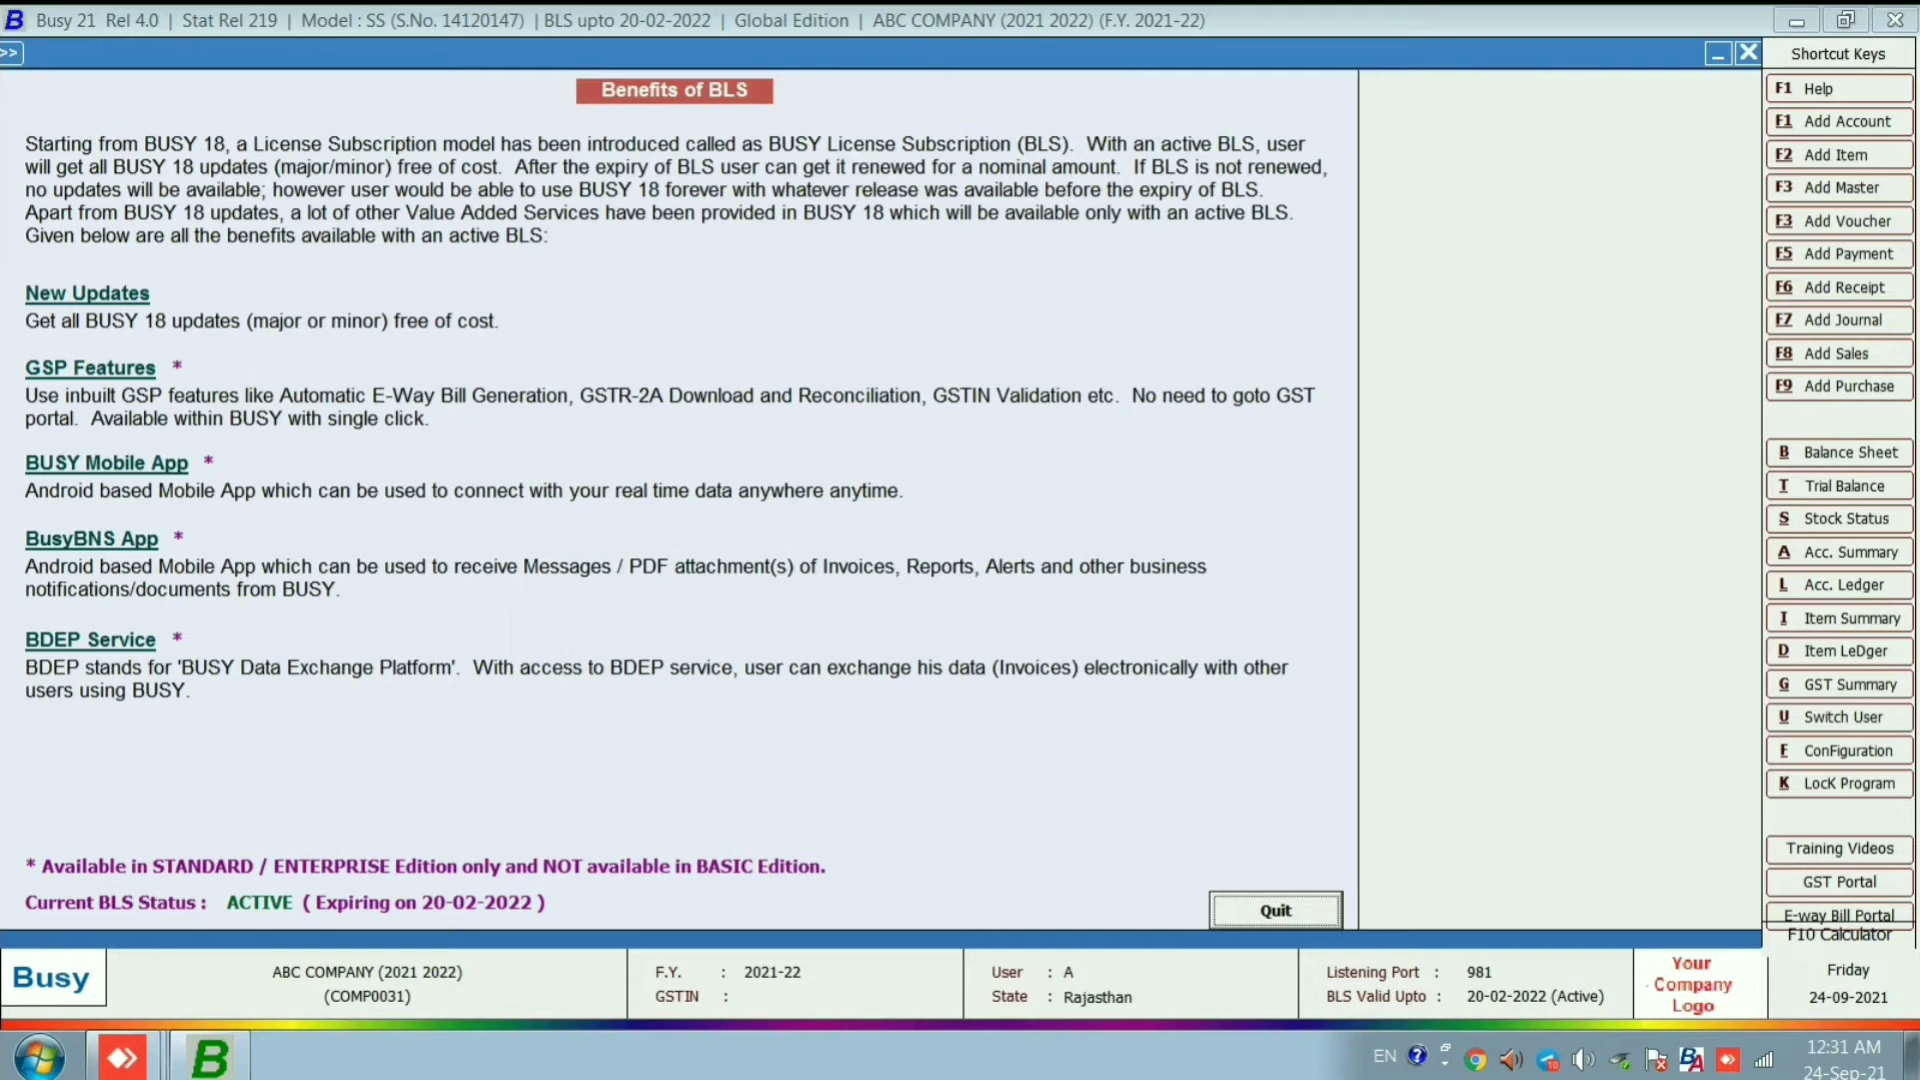 Busy 21 Rel 4.0 | Stat Rel 219 | Model : SS (S.No. 14120147) | BLS upto 20-02-2022 | Global Edition | ABC COMPANY (2021 2022) (F.Y. 2021-22)
>>
Benefits of BLS
Starting from BUSY 18, a License Subscription model has been introduced called as BUSY License Subscription (BLS). With an active BLS, user
will get all BUSY 18 updates (major/minor) free of cost. After the expiry of BLS user can get it renewed for a nominal amount. If BLS is not renewed,
no updates will be available; however user would be able to use BUSY 18 forever with whatever release was available before the expiry of BLS.
Apart from BUSY 18 updates, a lot of other Value Added Services have been provided in BUSY 18 which will be available only with an active BLS.
Given below are all the benefits available with an active BLS:
New Updates
Get all BUSY 18 updates (major or minor) free of cost.
GSP Features *
Use inbuilt GSP features like Automatic E-Way Bill Generation, GSTR-2A Download and Reconciliation, GSTIN Validation etc. No need to goto GST
portal. Available within BUSY with single click.
BUSY Mobile App *
Android based Mobile App which can be used to connect with your real time data anywhere anytime.
BusyBNS App *
Android based Mobile App which can be used to receive Messages / PDF attachment(s) of Invoices, Reports, Alerts and other business
notifications/documents from BUSY.
BDEP Service *
BDEP stands for 'BUSY Data Exchange Platform'. With access to BDEP service, user can exchange his data (Invoices) electronically with other
users using BUSY.
* Available in STANDARD / ENTERPRISE Edition only and NOT available in BASIC Edition.
Current BLS Status : ACTIVE ( Expiring on 20-02-2022 )
Quit
Shortcut Keys
F1 Help
F1 Add Account
F2 Add Item
F3 Add Master
F3 Add Voucher
F5 Add Payment
F6 Add Receipt
F7 Add Journal
F8 Add Sales
F9 Add Purchase
B Balance Sheet
T Trial Balance
S Stock Status
A Acc. Summary
L Acc. Ledger
I Item Summary
D Item LeDger
G GST Summary
U Switch User
F ConFiguration
K LocK Program
Training Videos
GST Portal
E-way Bill Portal
F10 Calculator
Busy
ABC COMPANY (2021 2022)
(COMP0031)
F.Y. : 2021-22
GSTIN :
User : A
State : Rajasthan
Listening Port : 981
BLS Valid Upto : 20-02-2022 (Active)
Your
Company
Logo
Friday
24-09-2021
B
EN
12:31 AM
24-Sep-21